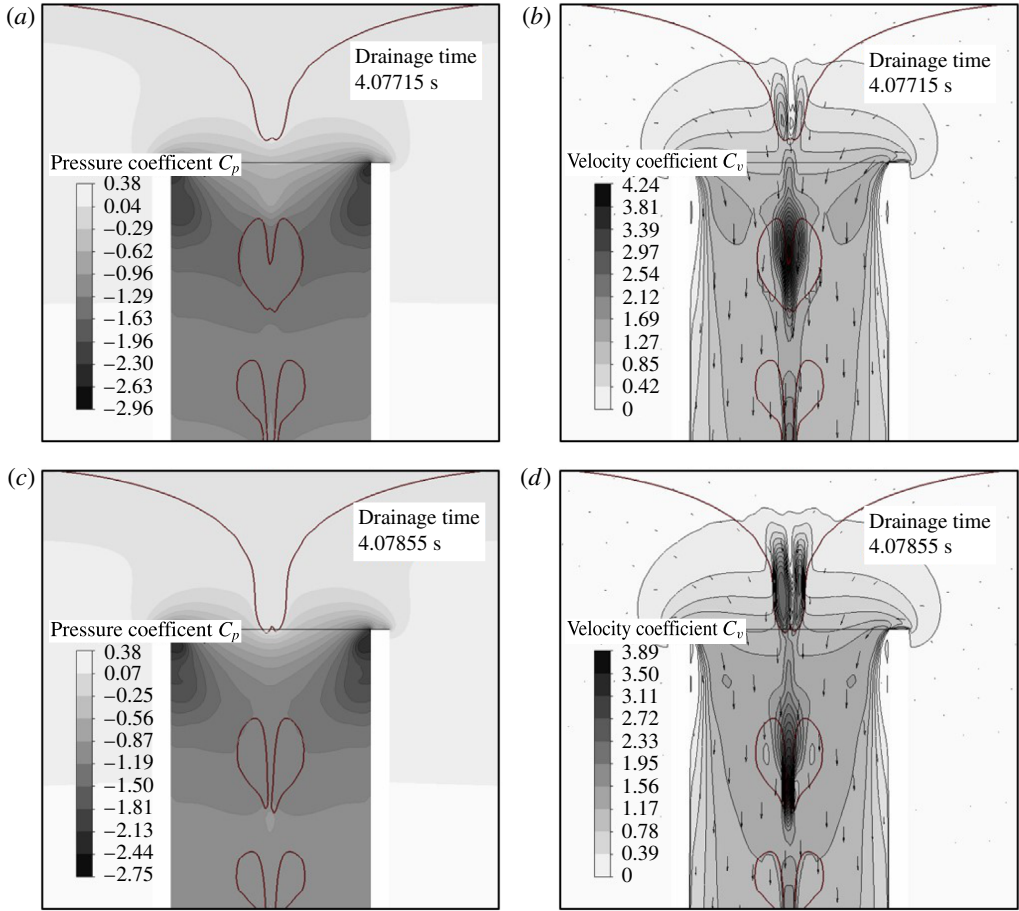 (a)
Drainage time
4.07715 s
Pressure coefficent Cp
0.38
0.04
−0.29
−0.62
−0.96
−1.29
−1.63
−1.96
−2.30
−2.63
−2.96
(b)
Drainage time
4.07715 s
Velocity coefficient Cv
4.24
3.81
3.39
2.97
2.54
2.12
1.69
1.27
0.85
0.42
0
(c)
Drainage time
4.07855 s
Pressure coefficent Cp
0.38
0.07
−0.25
−0.56
−0.87
−1.19
−1.50
−1.81
−2.13
−2.44
−2.75
(d)
Drainage time
4.07855 s
Velocity coefficient Cv
3.89
3.50
3.11
2.72
2.33
1.95
1.56
1.17
0.78
0.39
0